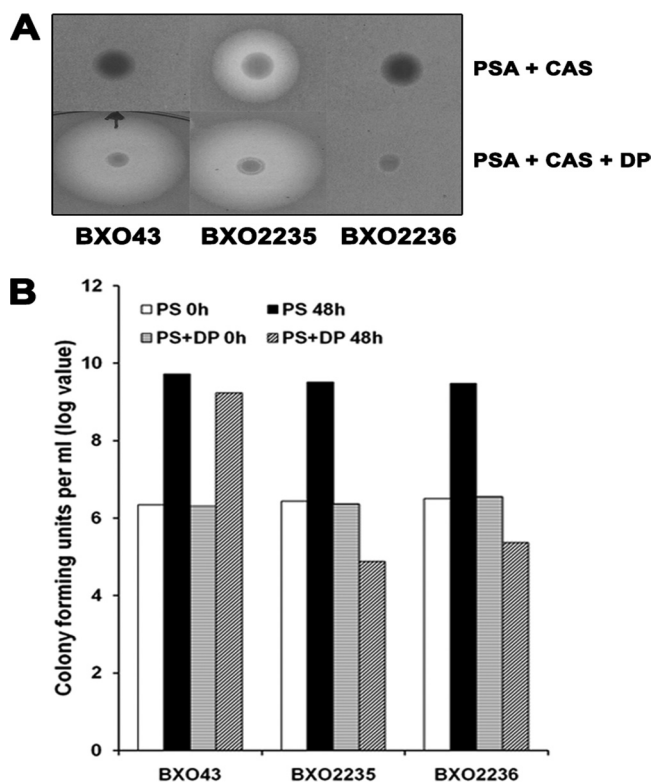 A
PSA + CAS
PSA + CAS + DP
BXO43 BXO2235 BXO2236
B
12
10
8
6
4
2
0
Colony forming units per ml (log value)
PS 0h PS 48h
PS+DP 0h PS+DP 48h
BXO43 BXO2235 BXO2236